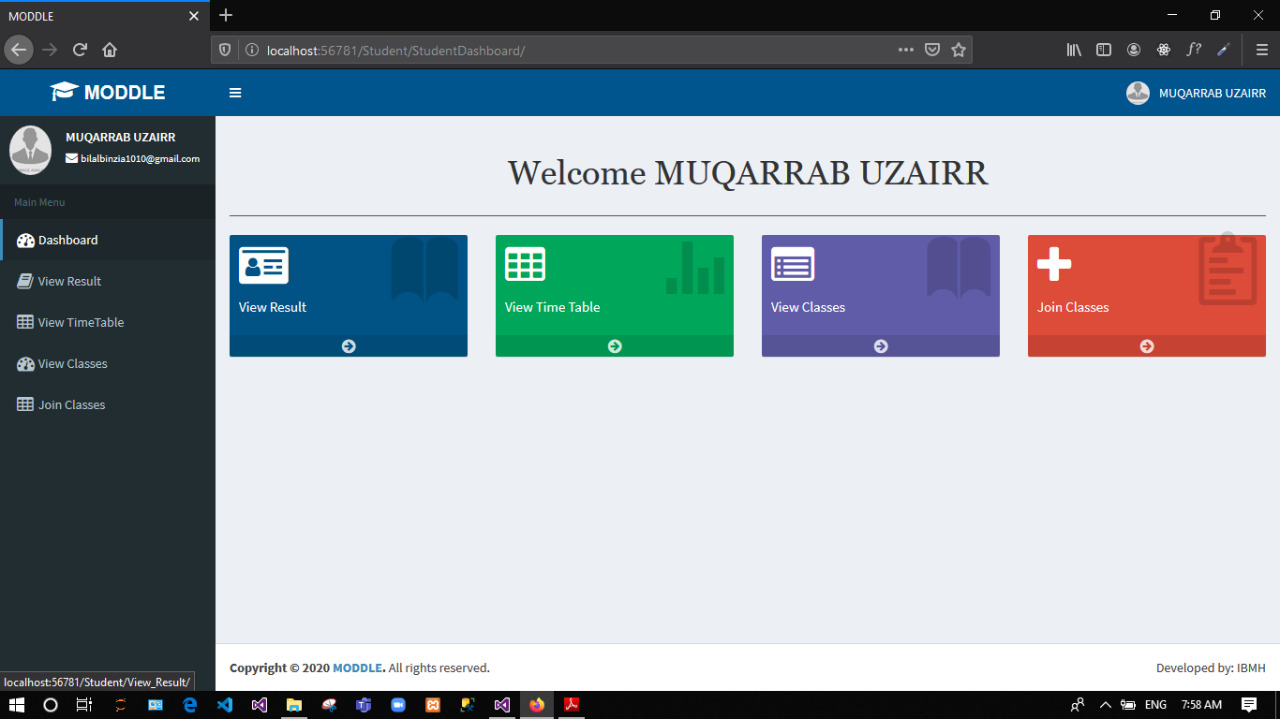 MODDLE
localhost:56781/Student/StudentDashboard/
MODDLE
MUQARRAB UZAIRR
MUQARRAB UZAIRR
bilalbinzia1010@gmail.com
Main Menu
Dashboard
View Result
View TimeTable
View Classes
Join Classes
Welcome MUQARRAB UZAIRR
View Result
View Time Table
View Classes
Join Classes
Copyright © 2020 MODDLE. All rights reserved.
Developed by: IBMH
localhost:56781/Student/View_Result/
ENG
7:58 AM